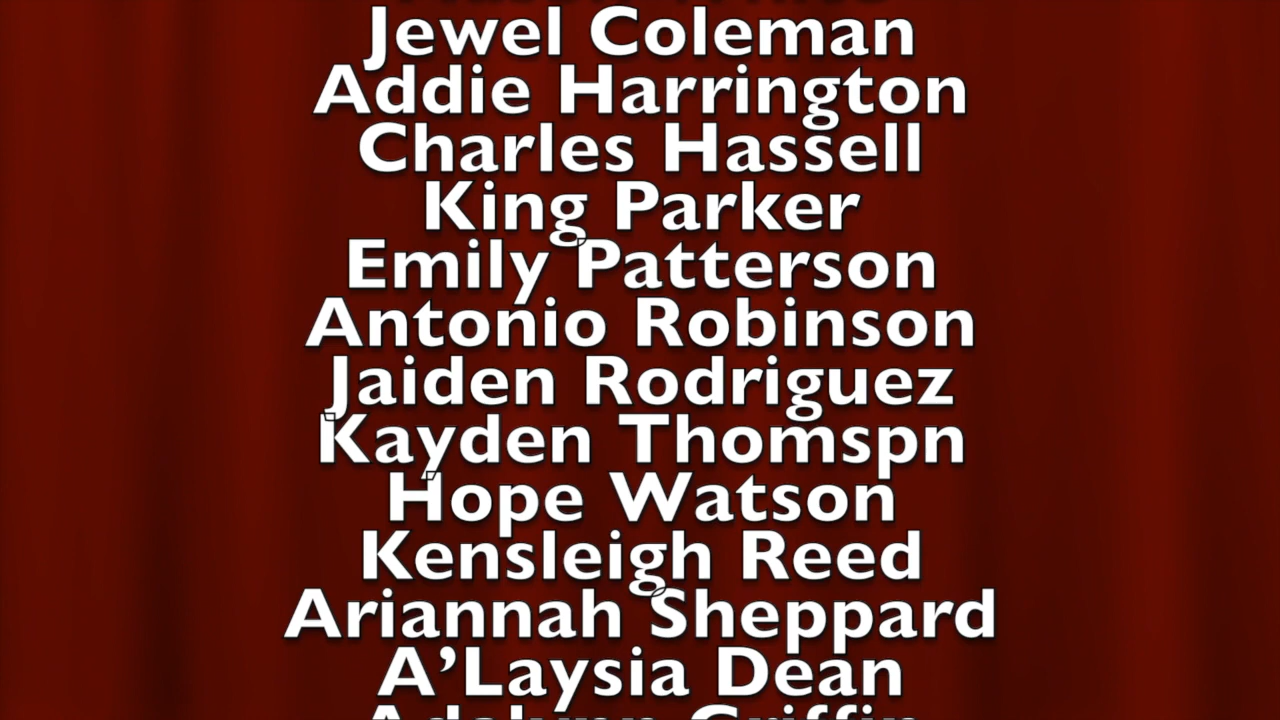 Jewel Coleman
Addie Harrington
Charles Hassell
King Parker
Emily Patterson
Antonio Robinson
Jaiden Rodriguez
Kayden Thomspn
Hope Watson
Kensleigh Reed
Ariannah Sheppard
A’Laysia Dean